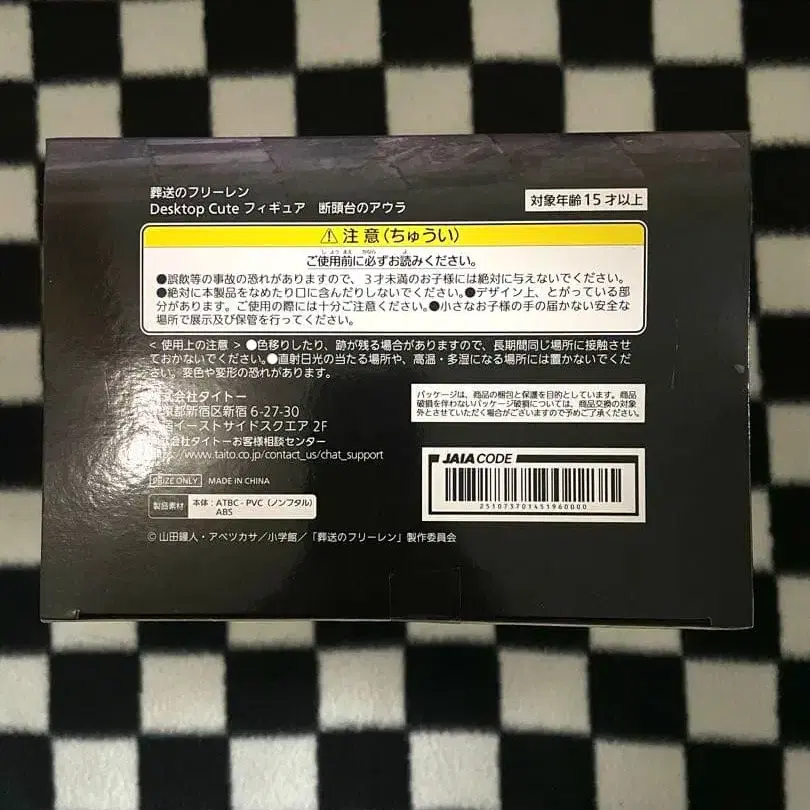 葬送のフリーレン
Desktop Cute フィギュア 断頭台のアウラ
対象年齢15才以上
⚠注意(ちゅうい)
ご使用前に必ずお読みください。
●誤飲等の事故の恐れがありますので、3才未満のお子様には絶対に与えないでください。
●絶対に本製品をなめたり口に含んだりしないでください。●デザイン上、とがっている部
分があります。ご使用の際には十分ご注意ください。●小さなお子様の手の届かない安全な
場所で展示及び保管を行ってください。
< 使用上の注意 > ●色移りしたり、跡が残る場合がありますので、長期間同じ場所に接触させ
ておかないでください。●直射日光の当たる場所や、高温・多湿になる場所には置かないでくだ
さい。変色や変形の恐れがあります。
パッケージは、商品の梱包と保護を目的としています。商品
破損を伴わないパッケージ破損については、商品交換の対象
外とさせていただく場合がございますので予めご了承ください。
式会社タイトー
京都新宿区新宿 6-27-30
イーストサイドスクエア 2F
式会社タイトーお客様相談センター
https://www.taito.co.jp/contact_us/chat_support
PRIZE ONLY MADE IN CHINA
製品素材 本体:ATBC-PVC(ノンフタル)
ABS
JAIA CODE
251073701451960000
© 山田鐘人・アベツカサ/小学館/「葬送のフリーレン」製作委員会